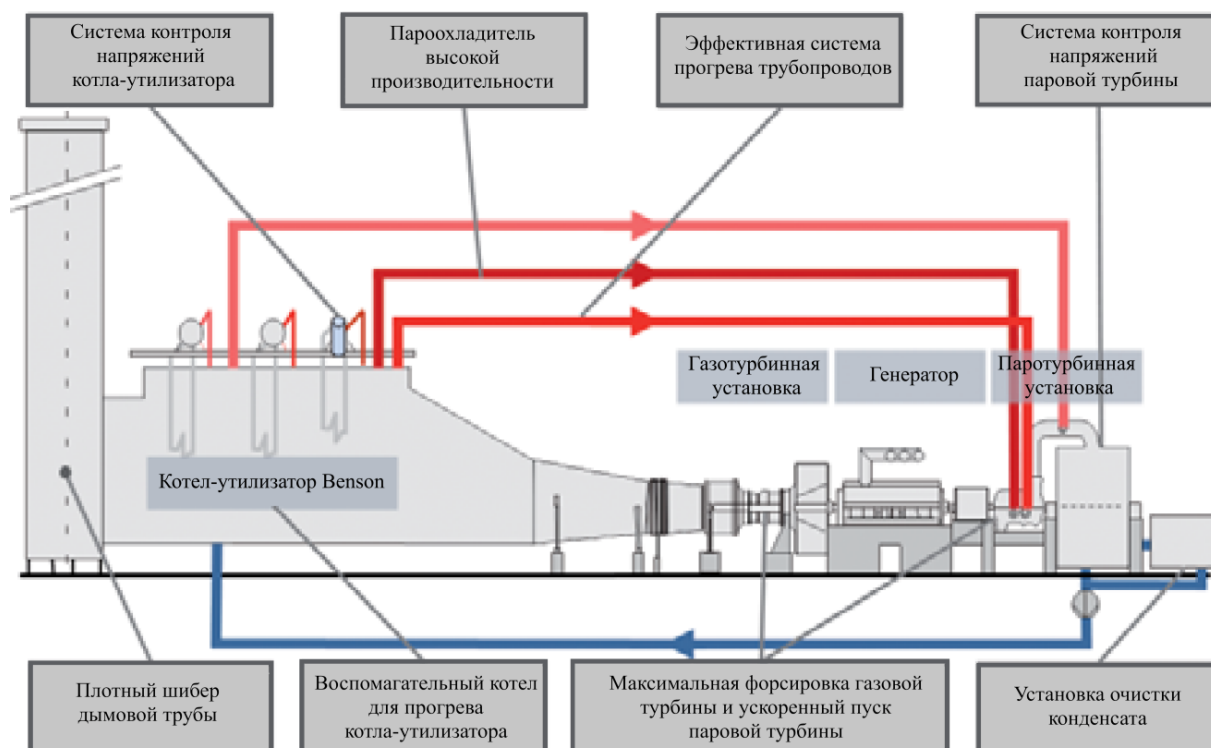 Система контроля
напряжений
котла-утилизатора
Пароохладитель
высокой
производительности
Эффективная система
прогрева трубопроводов
Система контроля
напряжений
паровой турбины
Газотурбинная
установка
Генератор
Паротурбинная
установка
Котел-утилизатор Benson
Плотный шибер
дымовой трубы
Воспомагательный котел
для прогрева
котла-утилизатора
Максимальная форсировка газовой
турбины и ускоренный пуск
паровой турбины
Установка очистки
конденсата